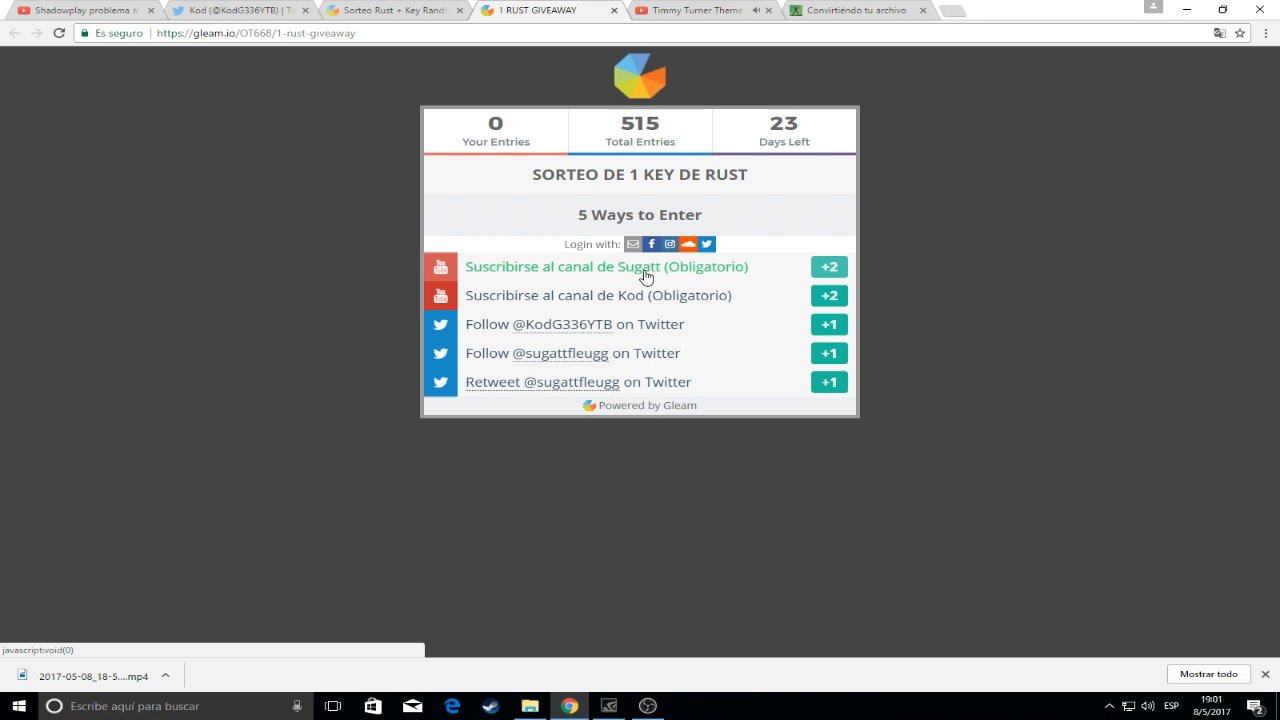 Shadowplay problema a
Kod (@KodG336YTB) | T
Sorteo Rust + Key Rando
1 RUST GIVEAWAY
Timmy Turner Theme
Convirtiéndo tu archivo
Es seguro
https://gleam.io/OT668/1-rust-giveaway
0
515
23
Your Entries
Total Entries
Days Left
SORTEO DE 1 KEY DE RUST
5 Ways to Enter
Login with:
Suscribirse al canal de Sugatt (Obligatorio)
+2
Suscribirse al canal de Kod (Obligatorio)
+2
Follow @KodG336YTB on Twitter
+1
Follow @sugattfleugg on Twitter
+1
Retweet @sugattfleugg on Twitter
+1
Powered by Gleam
javascript:void(0)
2017-05-08_18-5....mp4
Mostrar todo
Escribe aquí para buscar
ESP
19:01
8/5/2017
2